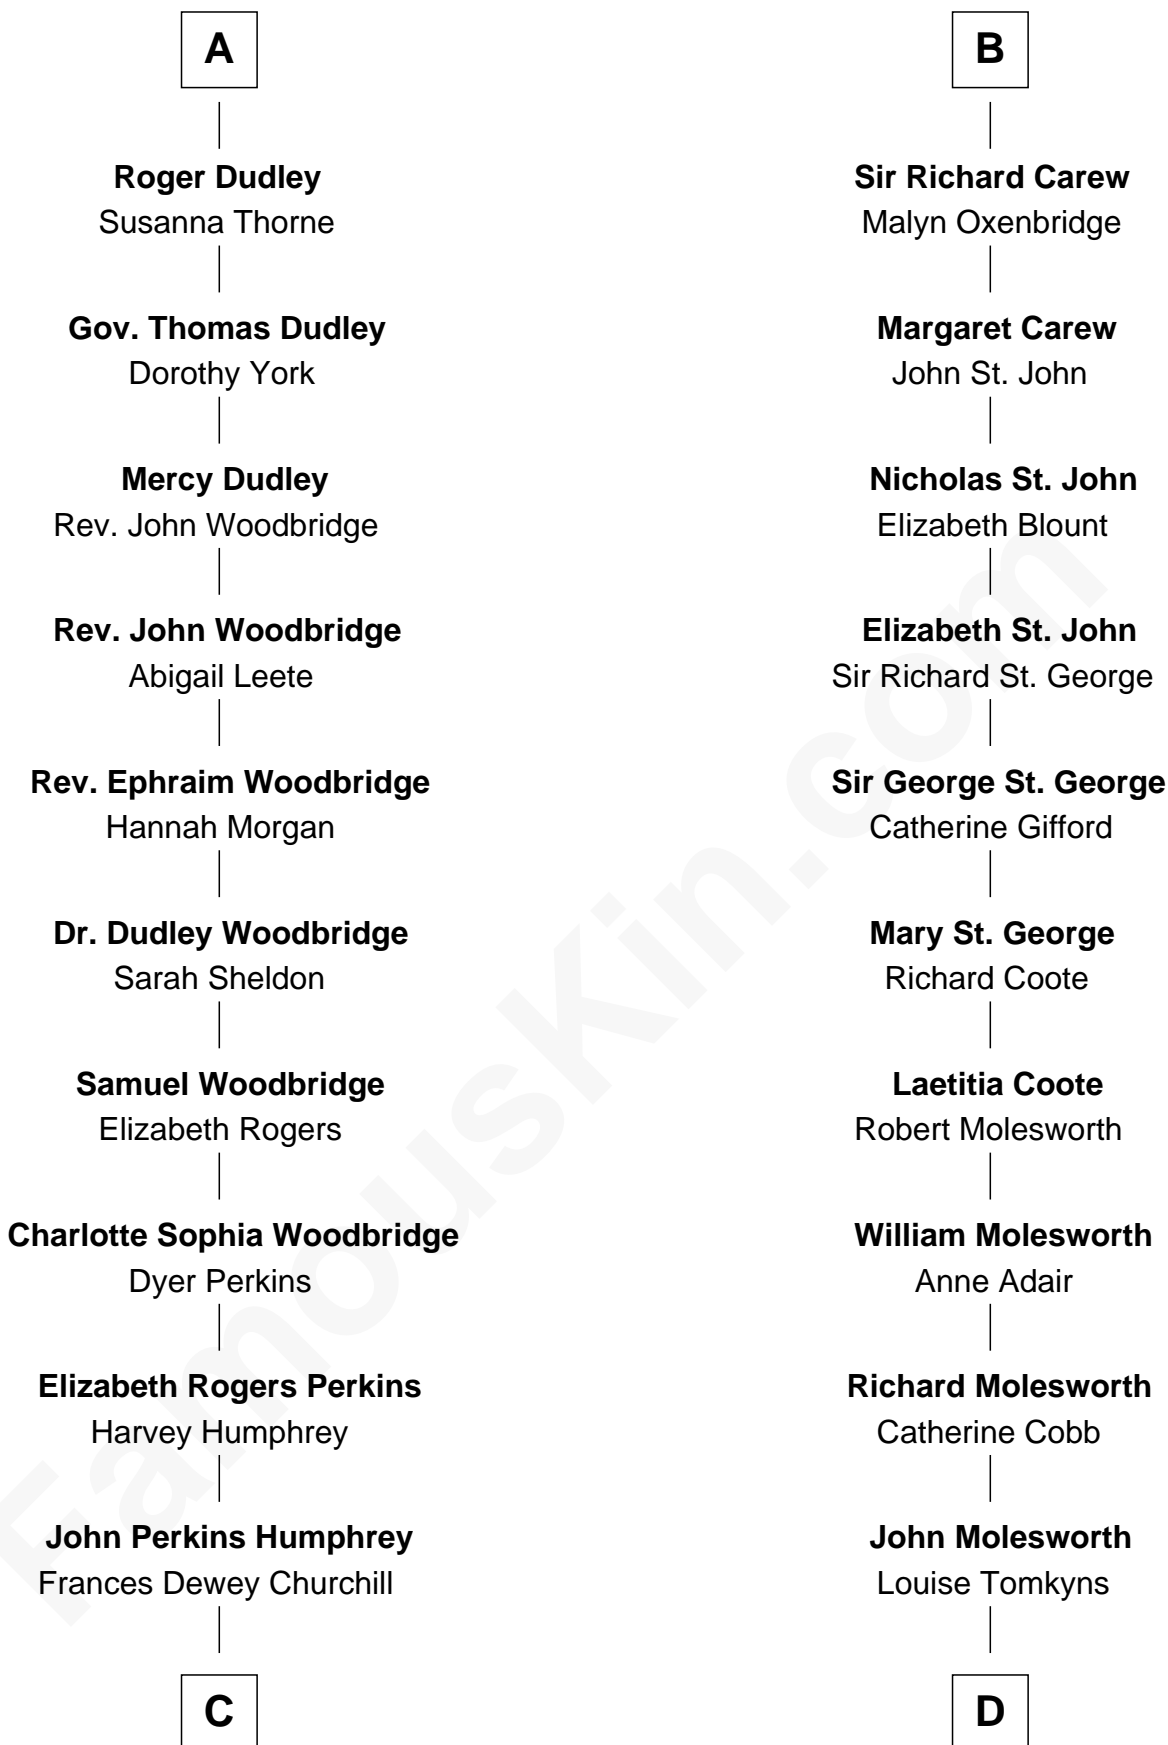 A
Roger Dudley
Susanna Thorne
Gov. Thomas Dudley
Dorothy York
Mercy Dudley
Rev. John Woodbridge
Rev. John Woodbridge
Abigail Leete
Rev. Ephraim Woodbridge
Hannah Morgan
Dr. Dudley Woodbridge
Sarah Sheldon
Samuel Woodbridge
Elizabeth Rogers
Charlotte Sophia Woodbridge
Dyer Perkins
Elizabeth Rogers Perkins
Harvey Humphrey
John Perkins Humphrey
Frances Dewey Churchill
C
B
Sir Richard Carew
Malyn Oxenbridge
Margaret Carew
John St. John
Nicholas St. John
Elizabeth Blount
Elizabeth St. John
Sir Richard St. George
Sir George St. George
Catherine Gifford
Mary St. George
Richard Coote
Laetitia Coote
Robert Molesworth
William Molesworth
Anne Adair
Richard Molesworth
Catherine Cobb
John Molesworth
Louise Tomkyns
D
FamousKin.com